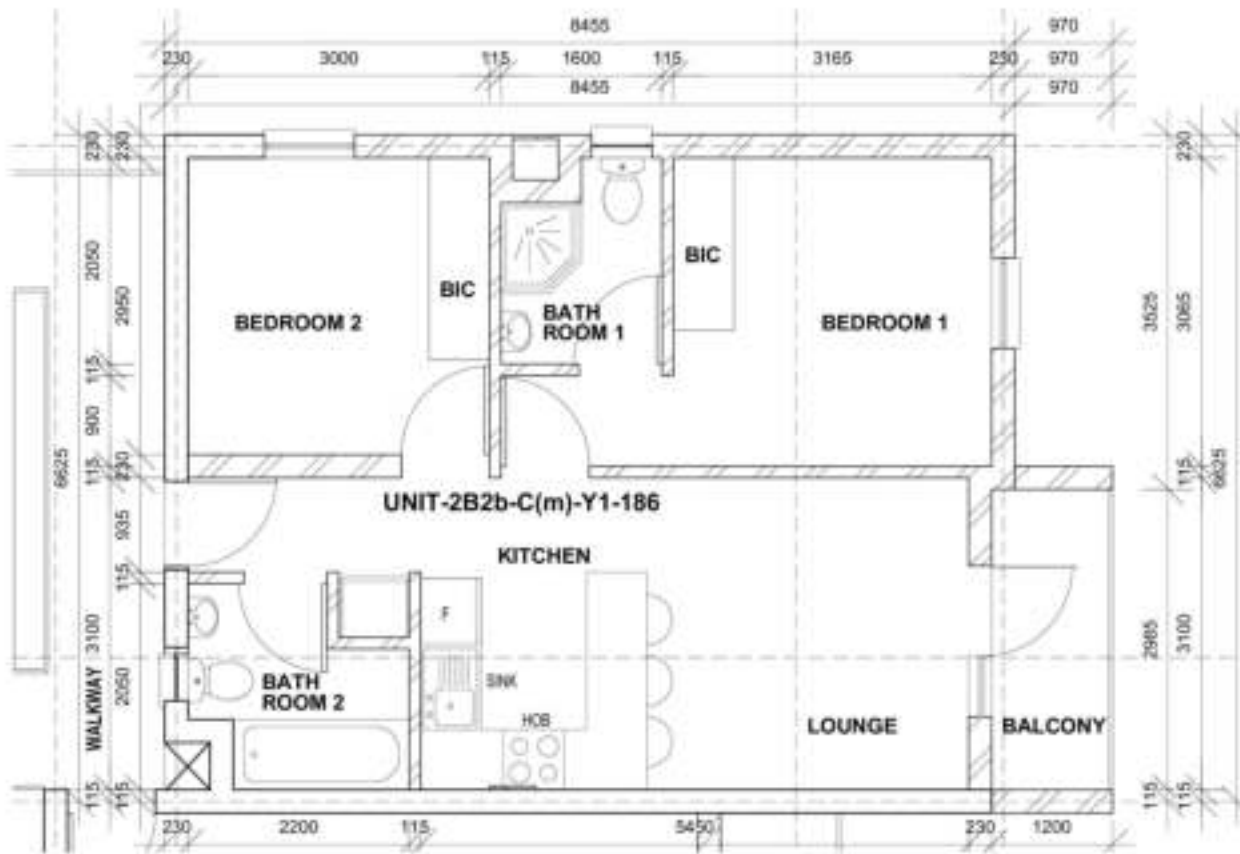 8455
970
230
3000
115
1600
115
3165
230
970
8455
970
230
230
2050
2950
115
900
115
230
6625
935
115
3100
2050
WALKWAY
115
115
BIC
BEDROOM 2
BATH
ROOM 1
BIC
BEDROOM 1
UNIT-2B2b-C(m)-Y1-186
KITCHEN
F
SINK
HOB
BATH
ROOM 2
LOUNGE
BALCONY
230
3525
3065
115
6625
2985
3100
115
115
230
2200
115
5450
230
1200